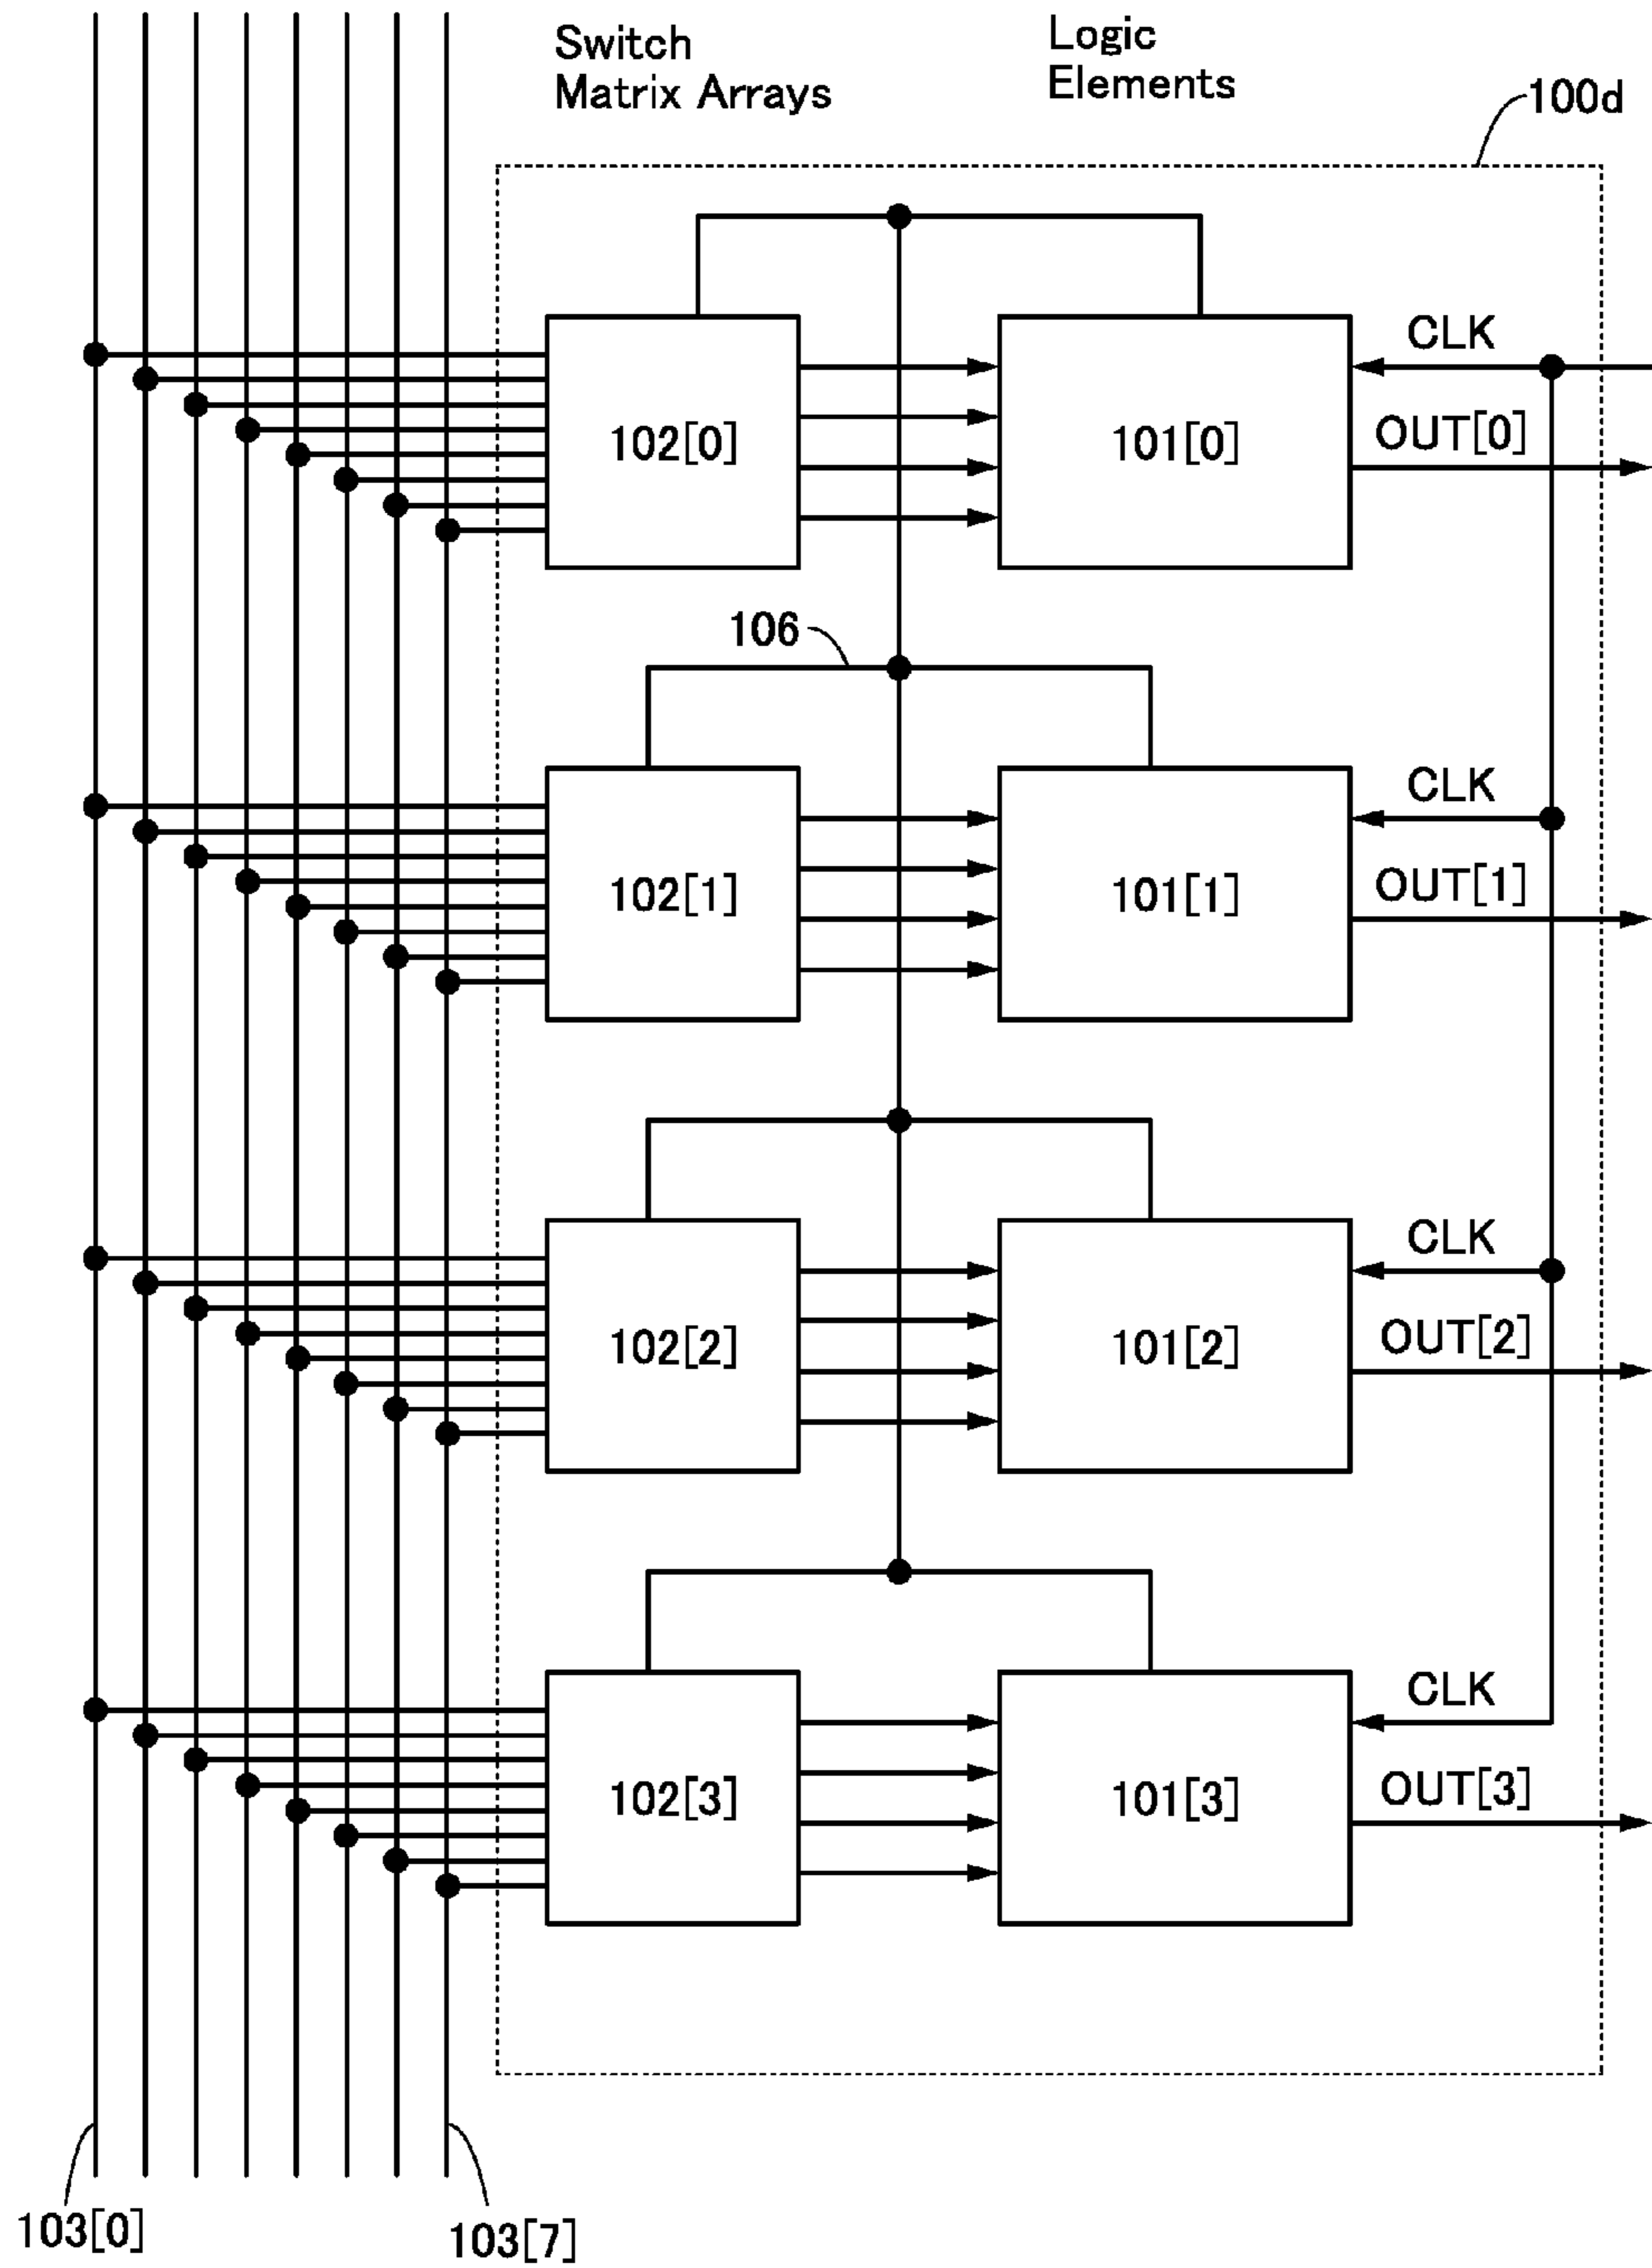 Switch
Matrix Arrays
Logic
Elements
100d
102[0]
101[0]
CLK
OUT[0]
106
102[1]
101[1]
CLK
OUT[1]
102[2]
101[2]
CLK
OUT[2]
102[3]
101[3]
CLK
OUT[3]
103[0]
103[7]